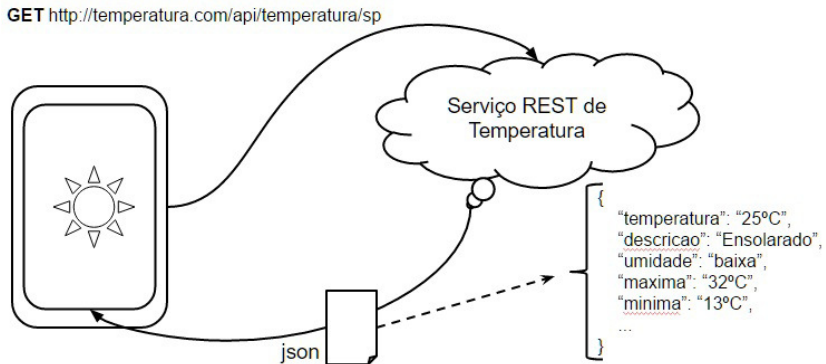 GET http://temperatura.com/api/temperatura/sp
Serviço REST de
Temperatura
{
“temperatura”: “25ºC”,
“descricao”: “Ensolarado”,
“umidade”: “baixa”,
“maxima”: “32ºC”,
“minima”: “13ºC”,
...
}
json